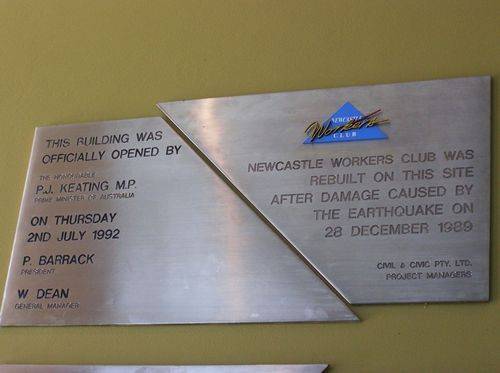 THIS BUILDING WAS
OFFICIALLY OPENED BY
THE HONOURABLE
P.J. KEATING M.P.
PRIME MINISTER OF AUSTRALIA
ON THURSDAY
2ND JULY 1992
P. BARRACK
PRESIDENT
W. DEAN
GENERAL MANAGER
NEWCASTLE
Workers
CLUB
NEWCASTLE WORKERS CLUB WAS
REBUILT ON THIS SITE
AFTER DAMAGE CAUSED BY
THE EARTHQUAKE ON
28 DECEMBER 1989
CIVIL & CIVIC PTY. LTD.
PROJECT MANAGERS